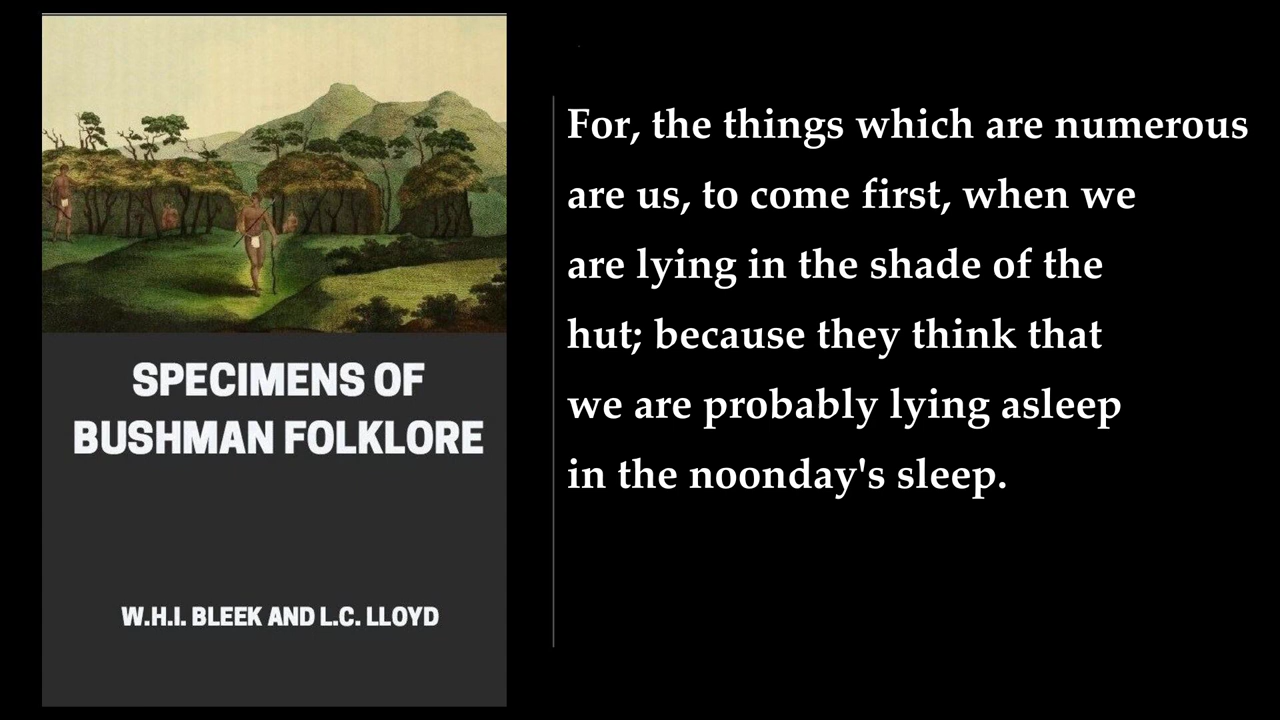 SPECIMENS OF
BUSHMAN FOLKLORE
W.H.I. BLEEK AND L.C. LLOYD
For, the things which are numerous
are us, to come first, when we
are lying in the shade of the
hut; because they think that
we are probably lying asleep
in the noonday's sleep.